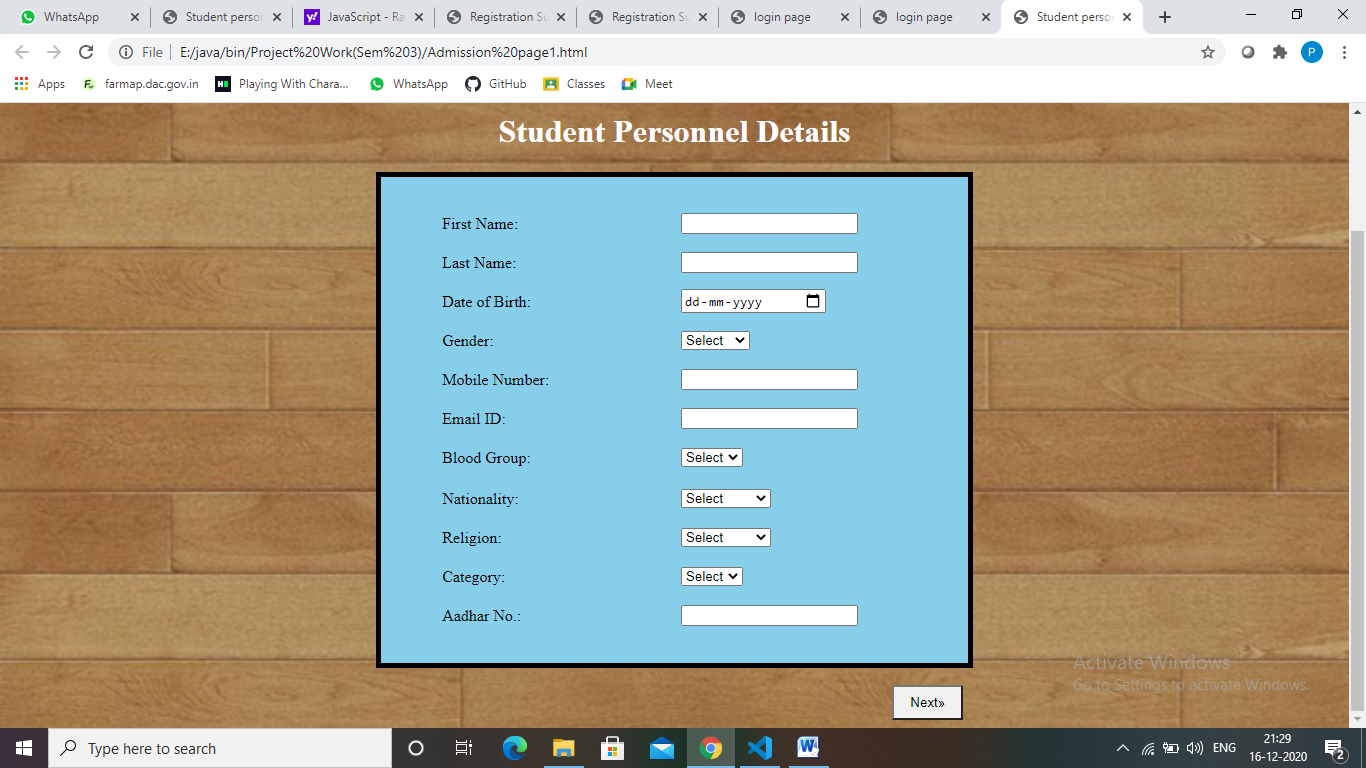 WhatsApp
Student person
JavaScript - Ra
Registration Su
Registration Su
login page
login page
Student person
File
E:/java/bin/Project%20Work(Sem%203)/Admission%20page1.html
P
Apps
farmap.dac.gov.in
Playing With Chara...
WhatsApp
GitHub
Classes
Meet
Student Personnel Details
First Name:
Last Name:
Date of Birth: dd-mm-yyyy
Gender: Select
Mobile Number:
Email ID:
Blood Group: Select
Nationality: Select
Religion: Select
Category: Select
Aadhar No.:
Activate Windows
Go to Settings to activate Windows.
Next»
Type here to search
ENG
21:29
16-12-2020
2